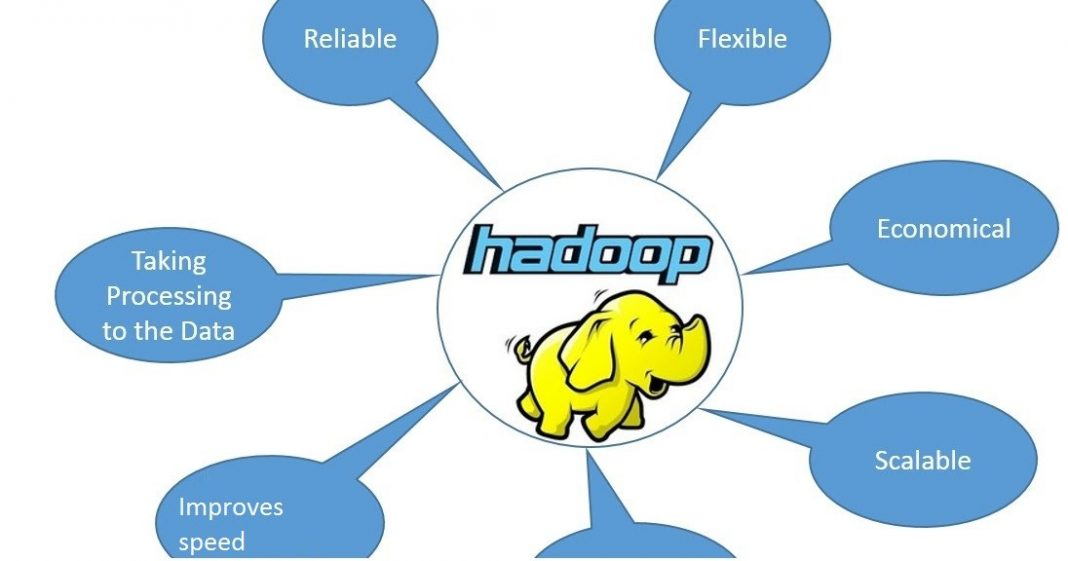 Reliable
Flexible
Economical
hadoop
Taking
Processing
to the Data
Scalable
Improves
speed